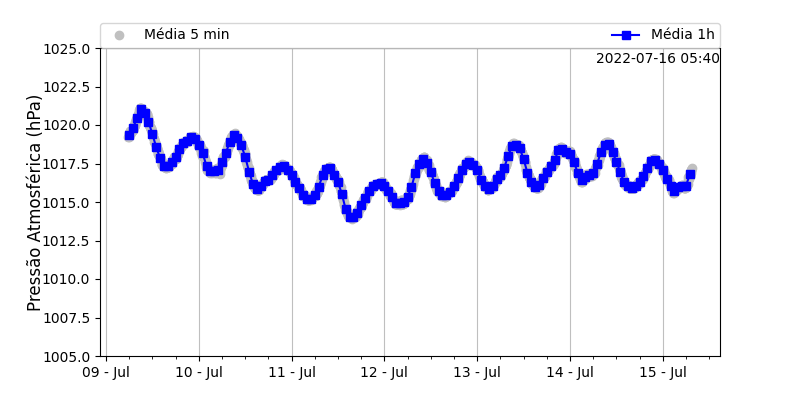 Média 5 min
Média 1h
2022-07-16 05:40
Pressão Atmosférica (hPa)
1025.0
1022.5
1020.0
1017.5
1015.0
1012.5
1010.0
1007.5
1005.0
09 - Jul
10 - Jul
11 - Jul
12 - Jul
13 - Jul
14 - Jul
15 - Jul